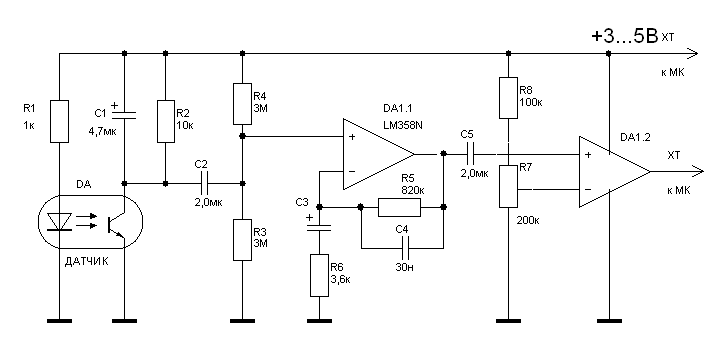 +3...5В ХТ
к МК
R1
1к
C1
+
4,7мк
R2
10к
R4
3М
DA1.1
LM358N
R8
100к
DA1.2
C2
2,0мк
+
−
C5
2,0мк
+
−
ХТ
к МК
DA
R5
820к
R7
200к
C3
+
C4
30н
R3
3М
R6
3,6к
ДАТЧИК